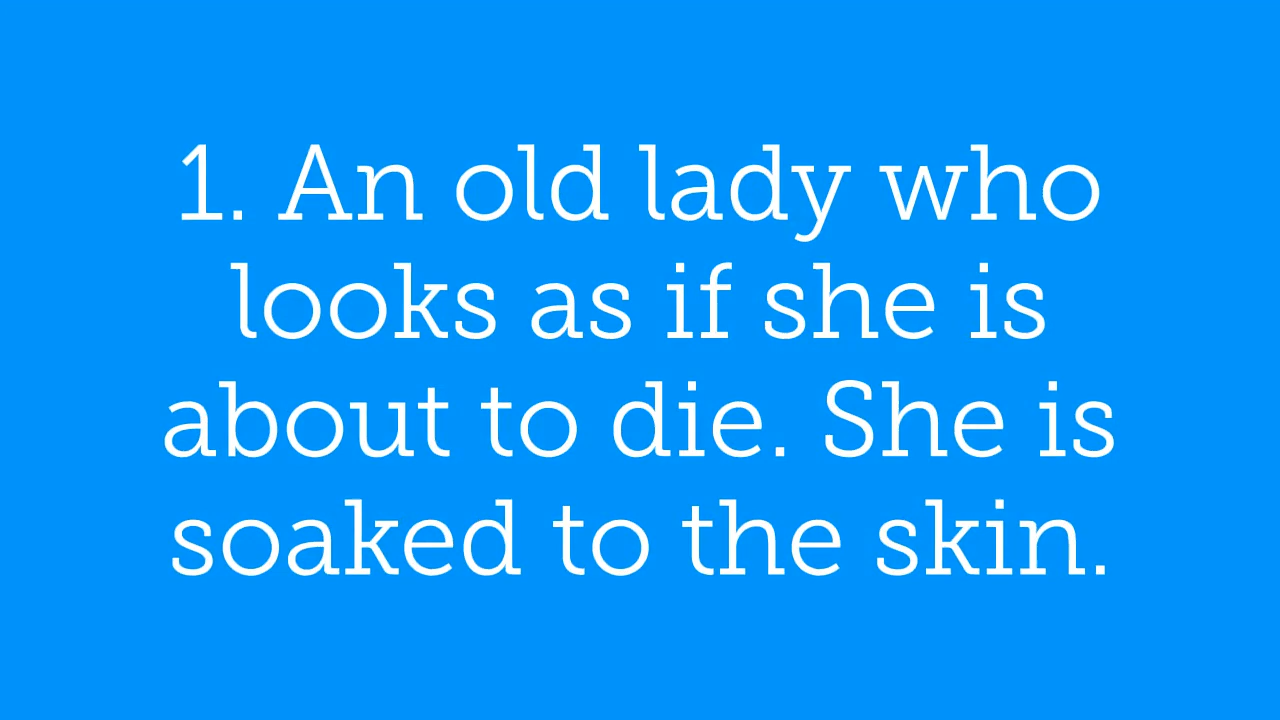 1. An old lady who
looks as if she is
about to die. She is
soaked to the skin.